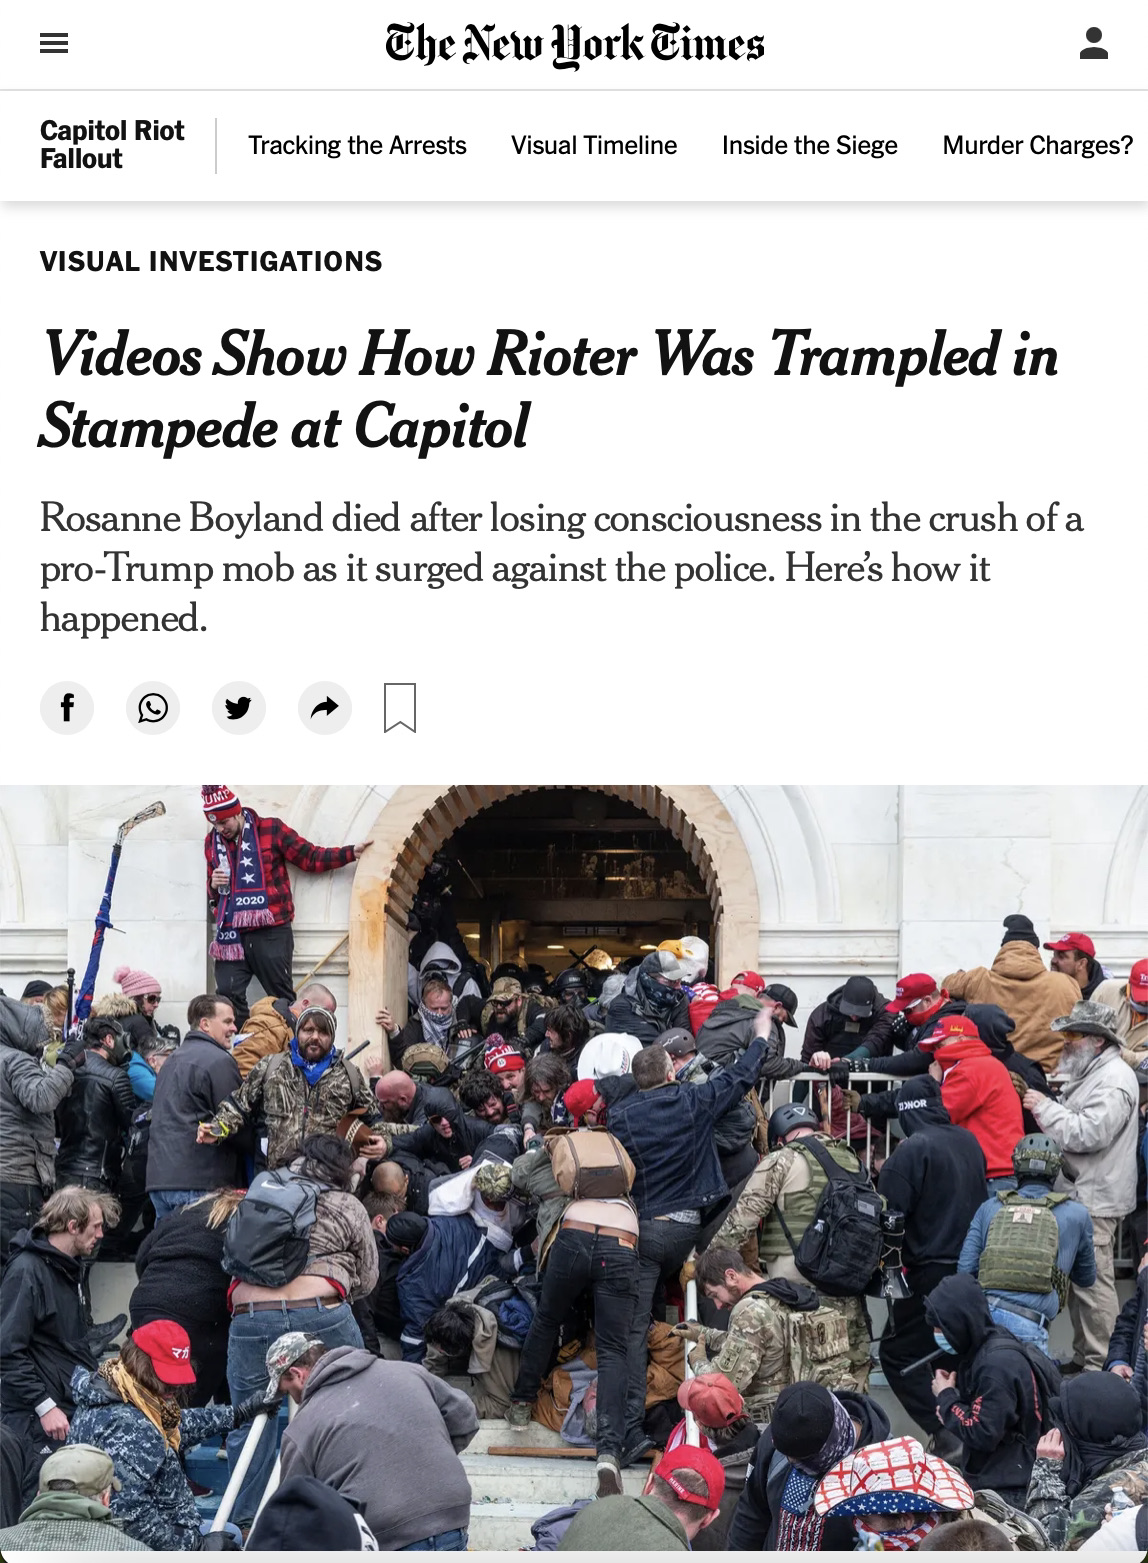 The New York Times
Capitol Riot
Fallout
Tracking the Arrests
Visual Timeline
Inside the Siege
Murder Charges?
VISUAL INVESTIGATIONS
Videos Show How Rioter Was Trampled in
Stampede at Capitol
Rosanne Boyland died after losing consciousness in the crush of a
pro-Trump mob as it surged against the police. Here’s how it
happened.
2020
マガ